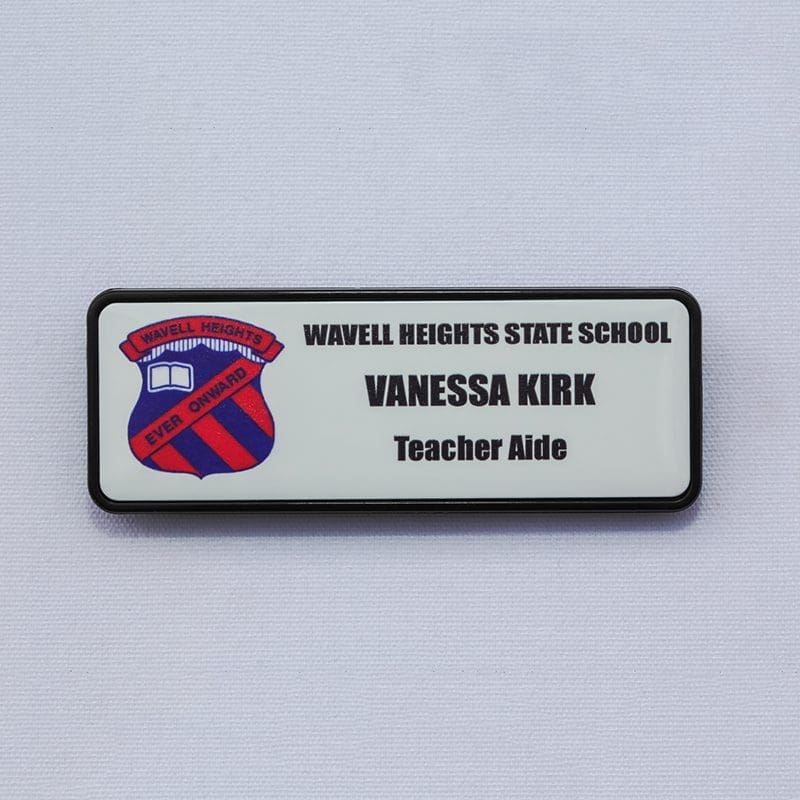 WAVELL HEIGHTS
EVER ONWARD
WAVELL HEIGHTS STATE SCHOOL
VANESSA KIRK
Teacher Aide